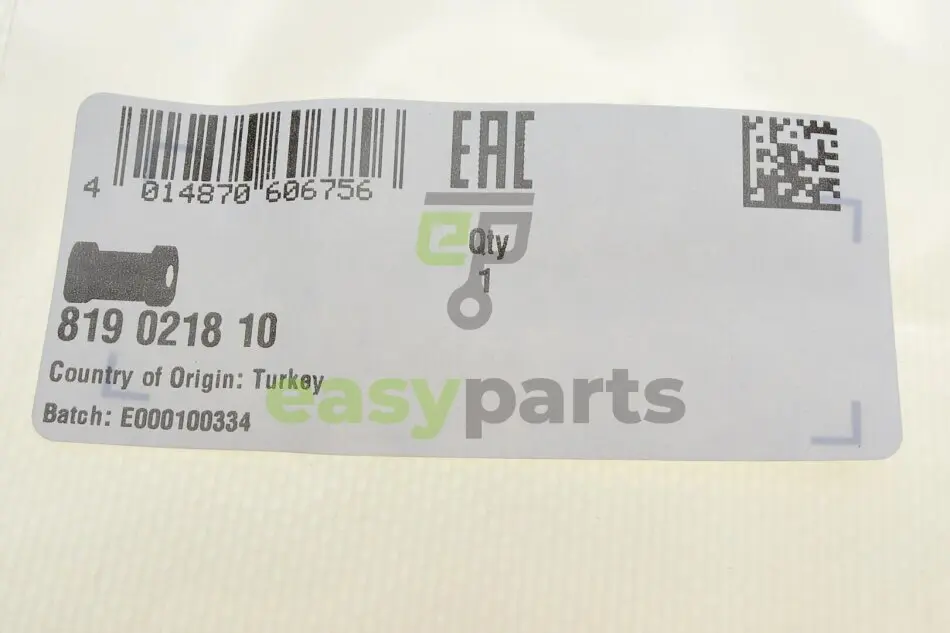 4 014870 606756
EAC
Qty
1
819 0218 10
Country of Origin: Turkey
Batch: E000100334
easyparts